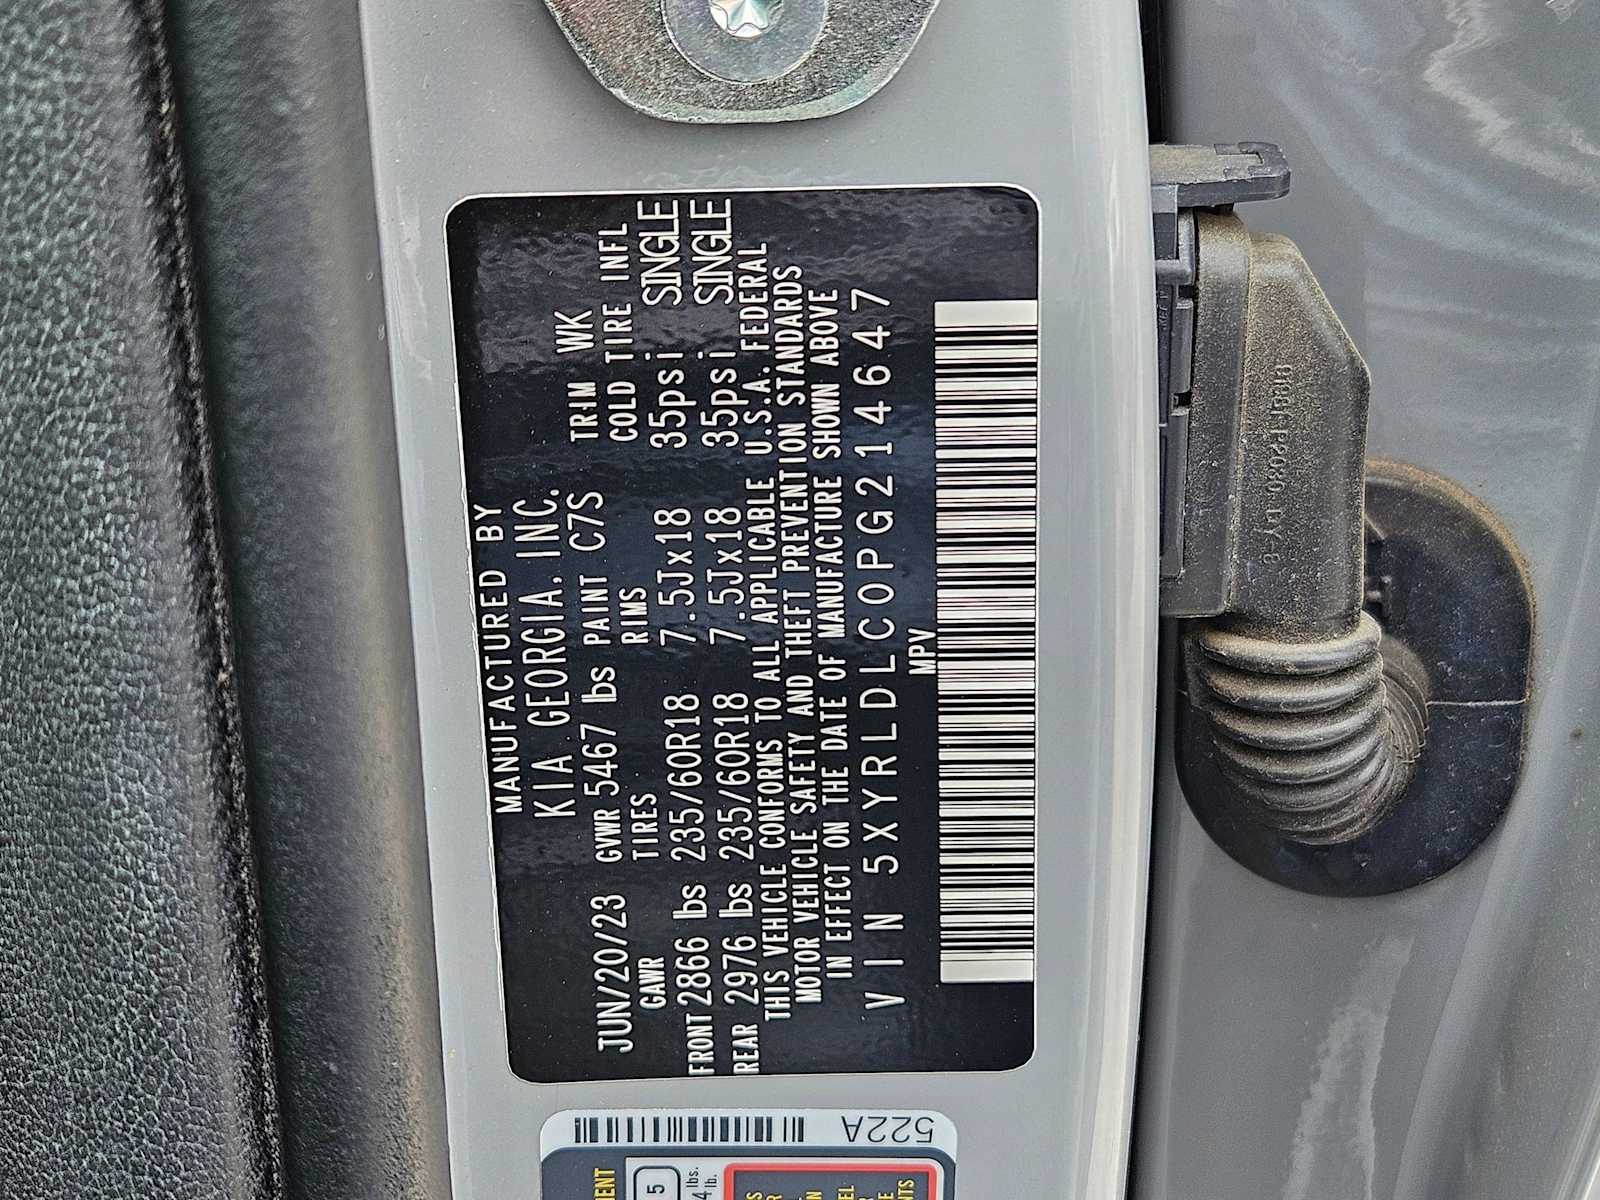 MANUFACTURED BY
KIA GEORGIA, INC.
JUN/20/23 GVWR 5467 lbs PAINT C7S TRIM WK
GAWR TIRES RIMS COLD TIRE INFL
FRONT 2866 lbs 235/60R18 7.5Jx18 35psi SINGLE
REAR 2976 lbs 235/60R18 7.5Jx18 35psi SINGLE
THIS VEHICLE CONFORMS TO ALL APPLICABLE U.S.A. FEDERAL
MOTOR VEHICLE SAFETY AND THEFT PREVENTION STANDARDS
IN EFFECT ON THE DATE OF MANUFACTURE SHOWN ABOVE
VIN 5XYRLDLC0PG214647
MPV
522A
5
lbs.
lb.